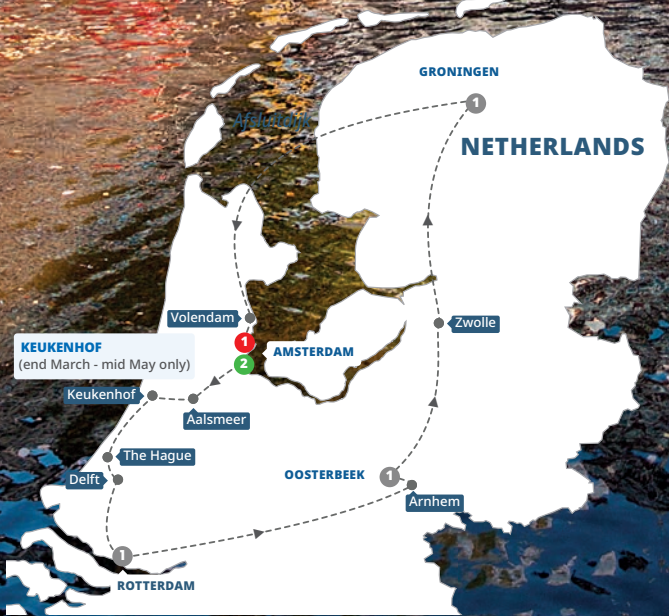 GRONINGEN
1
Afsluitdijk
NETHERLANDS
Volendam
Zwolle
1
KEUKENHOF
(end March - mid May only)
AMSTERDAM
2
Keukenhof
Aalsmeer
The Hague
OOSTERBEEK
1
Delft
Arnhem
1
ROTTERDAM